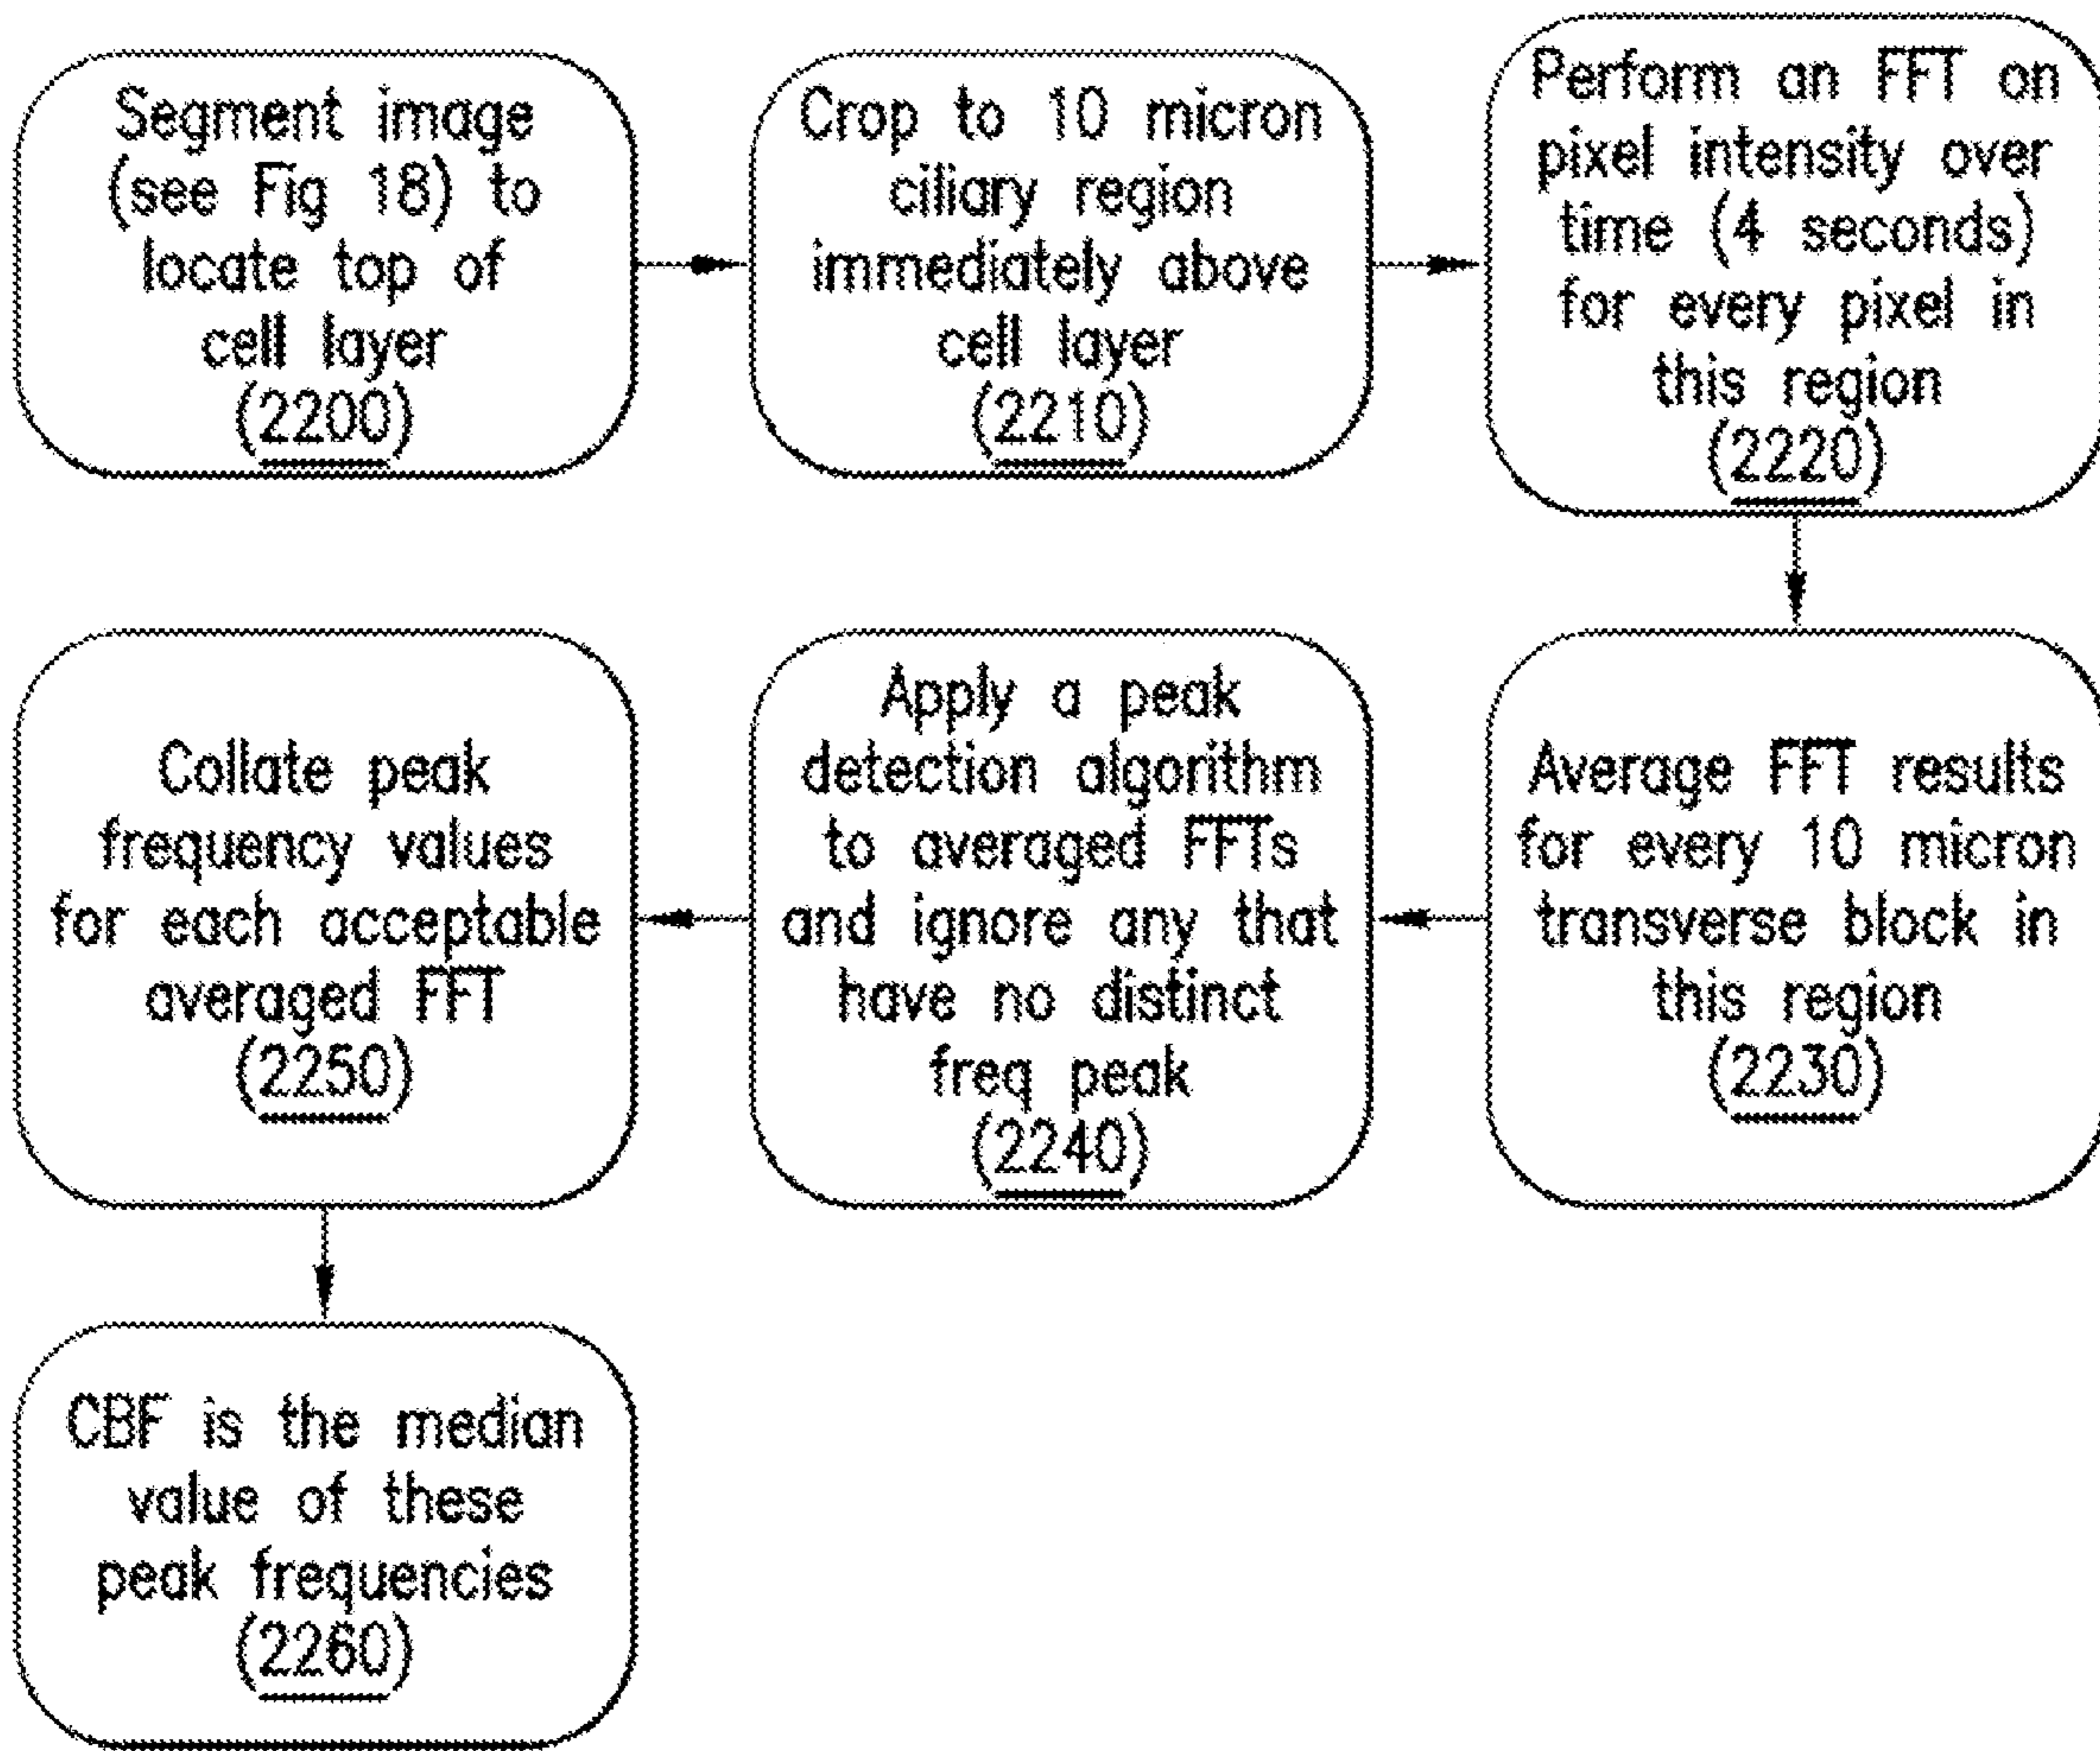 Segment image
(see Fig 18) to
locate top of
cell layer
(2200)
Crop to 10 micron
ciliary region
immediately above
cell layer
(2210)
Perform an FFT on
pixel intensity over
time (4 seconds)
for every pixel in
this region
(2220)
Average FFT results
for every 10 micron
transverse block in
this region
(2230)
Apply a peak
detection algorithm
to averaged FFTs
and ignore any that
have no distinct
freq peak
(2240)
Collate peak
frequency values
for each acceptable
averaged FFT
(2250)
CBF is the median
value of these
peak frequencies
(2260)